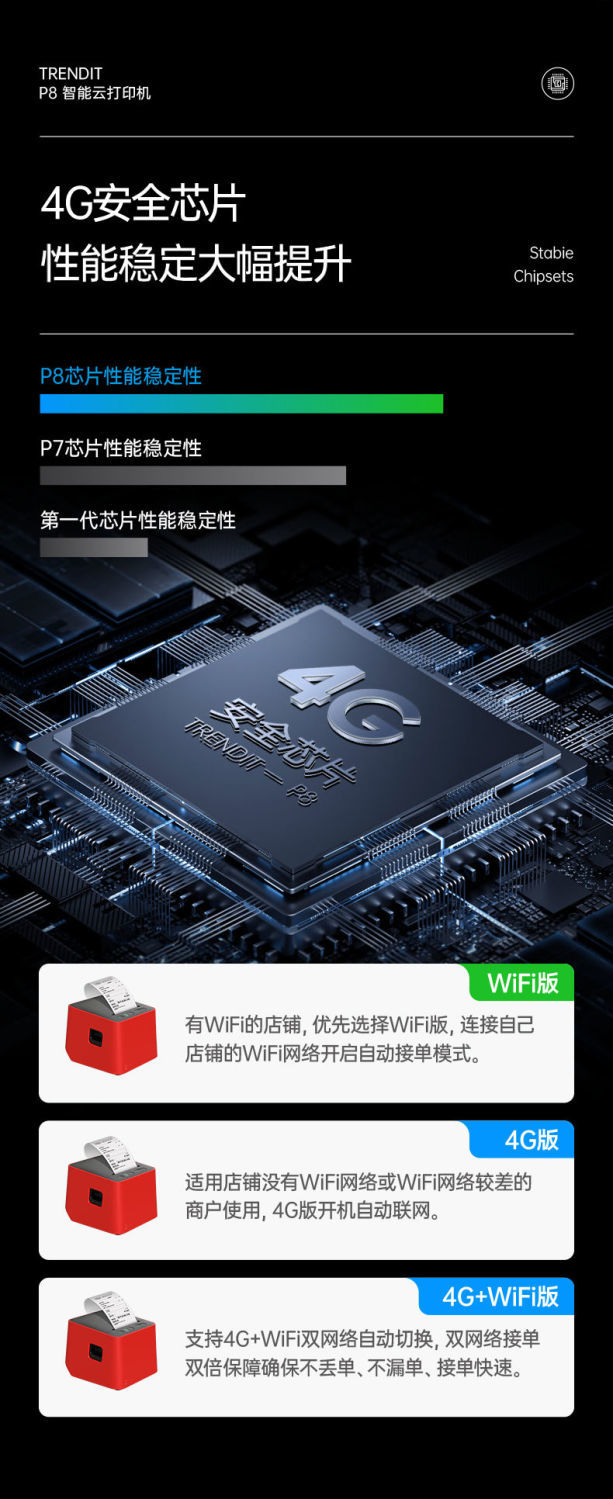 TRENDIT
P8 智能云打印机
4G安全芯片
性能稳定大幅提升
Stabie
Chipsets
P8芯片性能稳定性
P7芯片性能稳定性
第一代芯片性能稳定性
4G
安全芯片
TRENDIT — P8
WiFi版
有WiFi的店铺, 优先选择WiFi版, 连接自己
店铺的WiFi网络开启自动接单模式。
4G版
适用店铺没有WiFi网络或WiFi网络较差的
商户使用, 4G版开机自动联网。
4G+WiFi版
支持4G+WiFi双网络自动切换, 双网络接单
双倍保障确保不丢单、不漏单、接单快速。